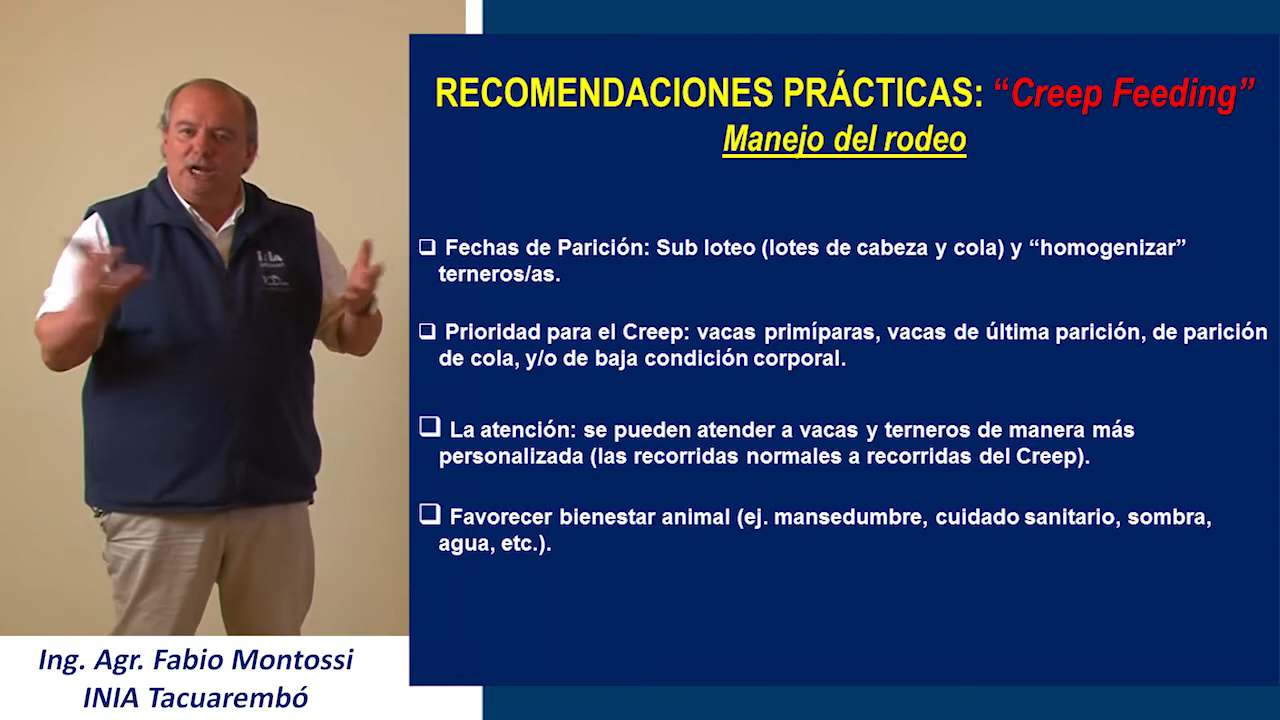 RECOMENDACIONES PRÁCTICAS: “Creep Feeding”
Manejo del rodeo
❑ Fechas de Parición: Sub loteo (lotes de cabeza y cola) y “homogenizar”
terneros/as.
❑ Prioridad para el Creep: vacas primíparas, vacas de última parición, de parición
de cola, y/o de baja condición corporal.
❑ La atención: se pueden atender a vacas y terneros de manera más
personalizada (las recorridas normales a recorridas del Creep).
❑ Favorecer bienestar animal (ej. mansedumbre, cuidado sanitario, sombra,
agua, etc.).
Ing. Agr. Fabio Montossi
INIA Tacuarembó